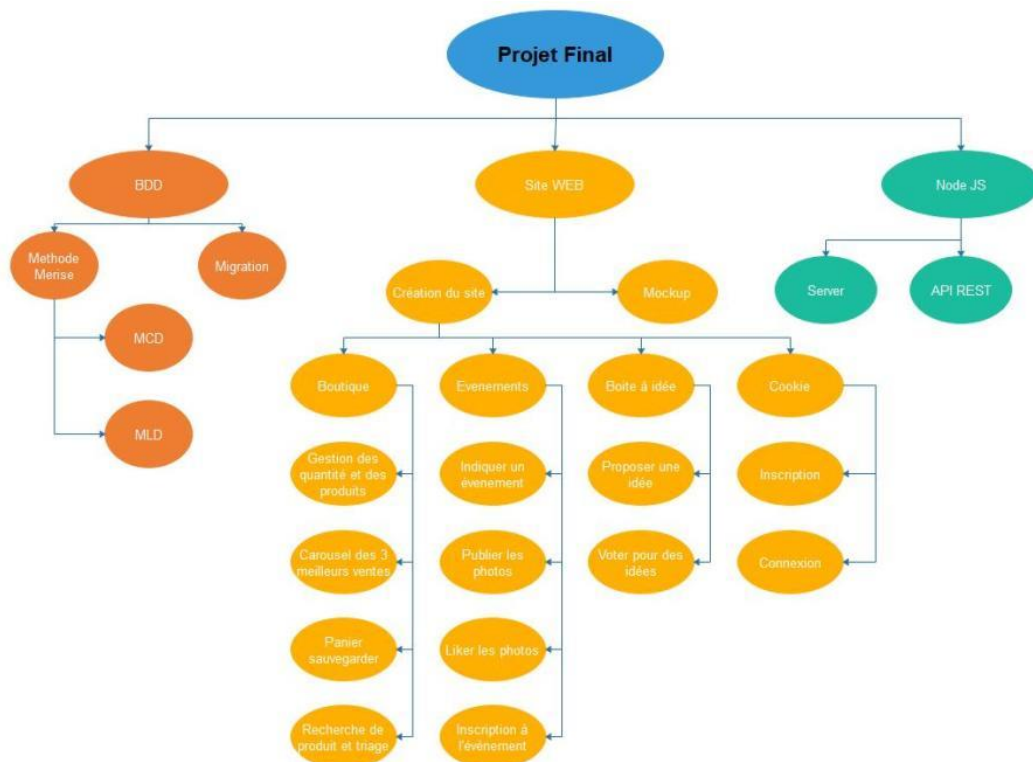 Projet Final
BDD
Site WEB
Node JS
Methode
Merise
Migration
Création du site
Mockup
Server
API REST
MCD
MLD
Boutique
Evenements
Boite à idée
Cookie
Gestion des
quantité et des
produits
Indiquer un
évenement
Proposer une
idée
Inscription
Carousel des 3
meilleurs ventes
Publier les
photos
Voter pour des
idées
Connexion
Panier
sauvegarder
Liker les photos
Recherche de
produit et triage
Inscription à
l'événement